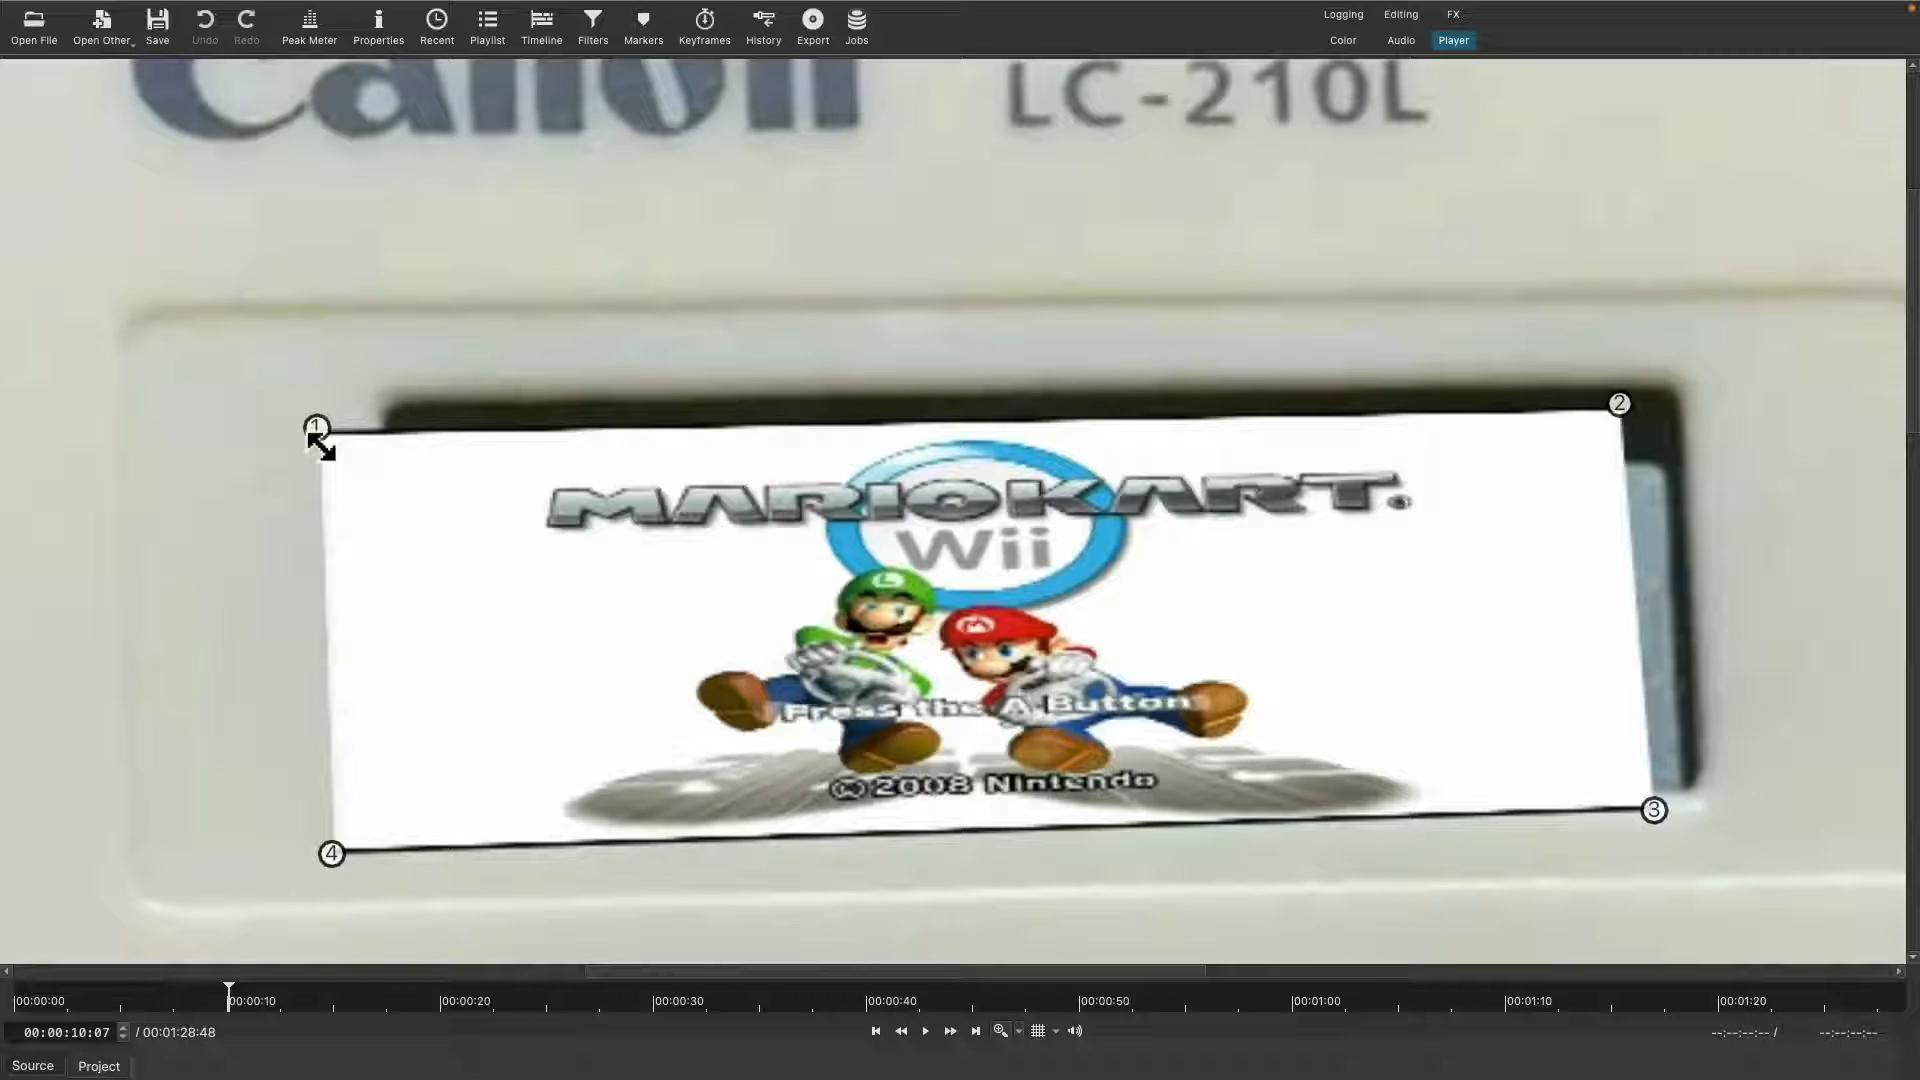 Open File Open Other Save Undo Redo Peak Meter Properties Recent Playlist Timeline Filters Markers Keyframes History Export Jobs
Logging Editing FX
Color Audio Player
Canon LC-210L
1 2
MARIOKART®
Wii
L M
Press the A Button
©2008 Nintendo
3
4
00:00:00 00:00:10 00:00:20 00:00:30 00:00:40 00:00:50 00:01:00 00:01:10 00:01:20
00:00:10:07 / 00:01:28:48 --:--:--:-- / --:--:--:--
Source Project